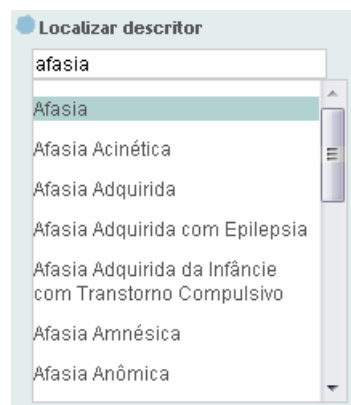 Localizar descritor
afasia
Afasia
Afasia Acinética
Afasia Adquirida
Afasia Adquirida com Epilepsia
Afasia Adquirida da Infâncie
com Transtorno Compulsivo
Afasia Amnésica
Afasia Anômica